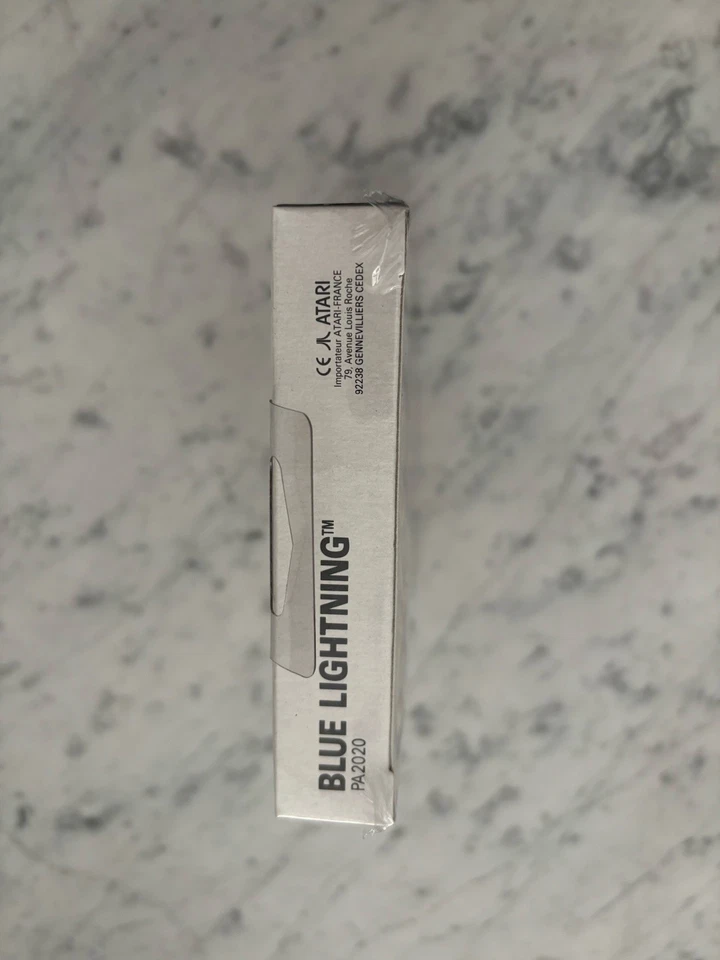 BLUE LIGHTNING™
PA2020
CE ATARI
Importateur ATARI-FRANCE
79, Avenue Louis Roche
92238 GENNEVILLIERS CEDEX